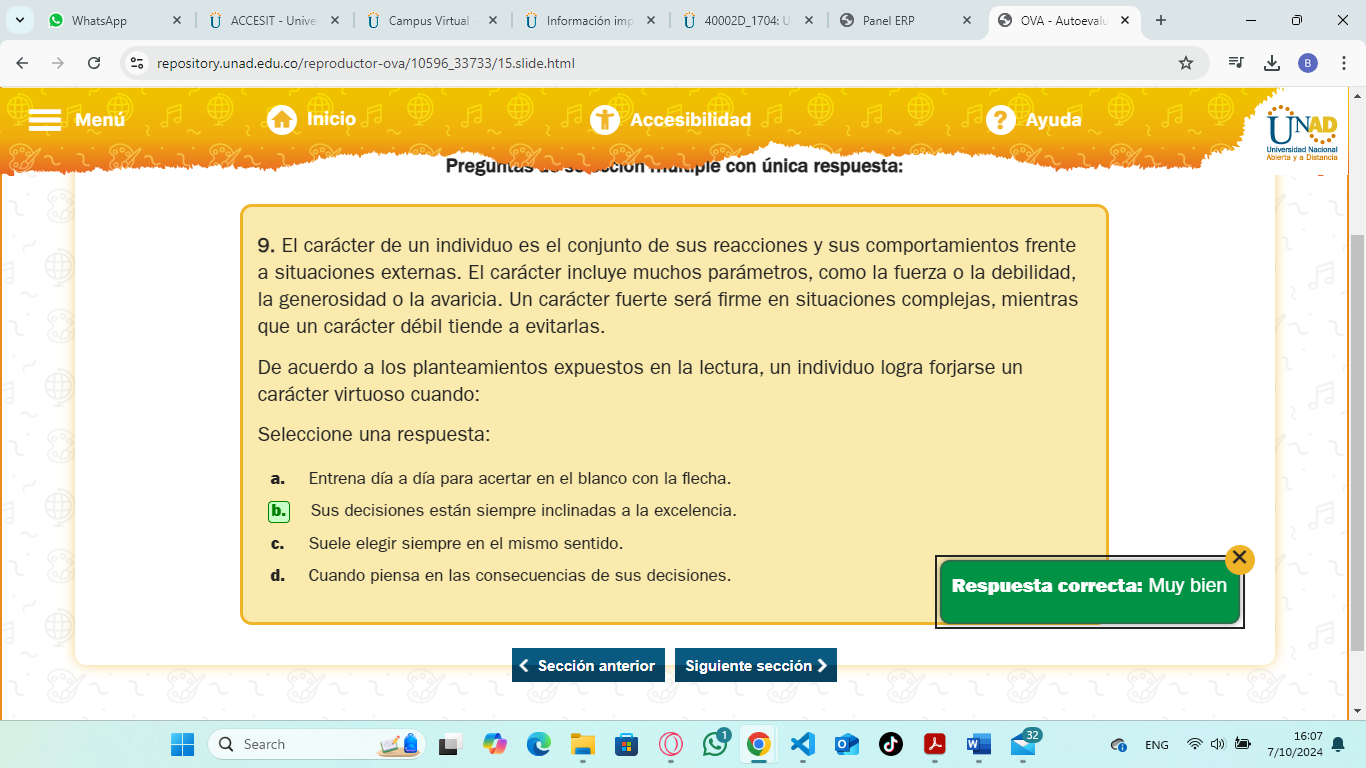 WhatsApp
ACCESIT - Unive
Campus Virtual
Información imp
40002D_1704: U
Panel ERP
OVA - Autoevalu
repository.unad.edu.co/reproductor-ova/10596_33733/15.slide.html
B
Menú
Inicio
Accesibilidad
Ayuda
UNAD
Universidad Nacional
Abierta y a Distancia
Preguntas de selección múltiple con única respuesta:
9. El carácter de un individuo es el conjunto de sus reacciones y sus comportamientos frente
a situaciones externas. El carácter incluye muchos parámetros, como la fuerza o la debilidad,
la generosidad o la avaricia. Un carácter fuerte será firme en situaciones complejas, mientras
que un carácter débil tiende a evitarlas.
De acuerdo a los planteamientos expuestos en la lectura, un individuo logra forjarse un
carácter virtuoso cuando:
Seleccione una respuesta:
a. Entrena día a día para acertar en el blanco con la flecha.
b. Sus decisiones están siempre inclinadas a la excelencia.
c. Suele elegir siempre en el mismo sentido.
d. Cuando piensa en las consecuencias de sus decisiones.
Respuesta correcta: Muy bien
Sección anterior
Siguiente sección
Search
1
32
ENG
16:07
7/10/2024